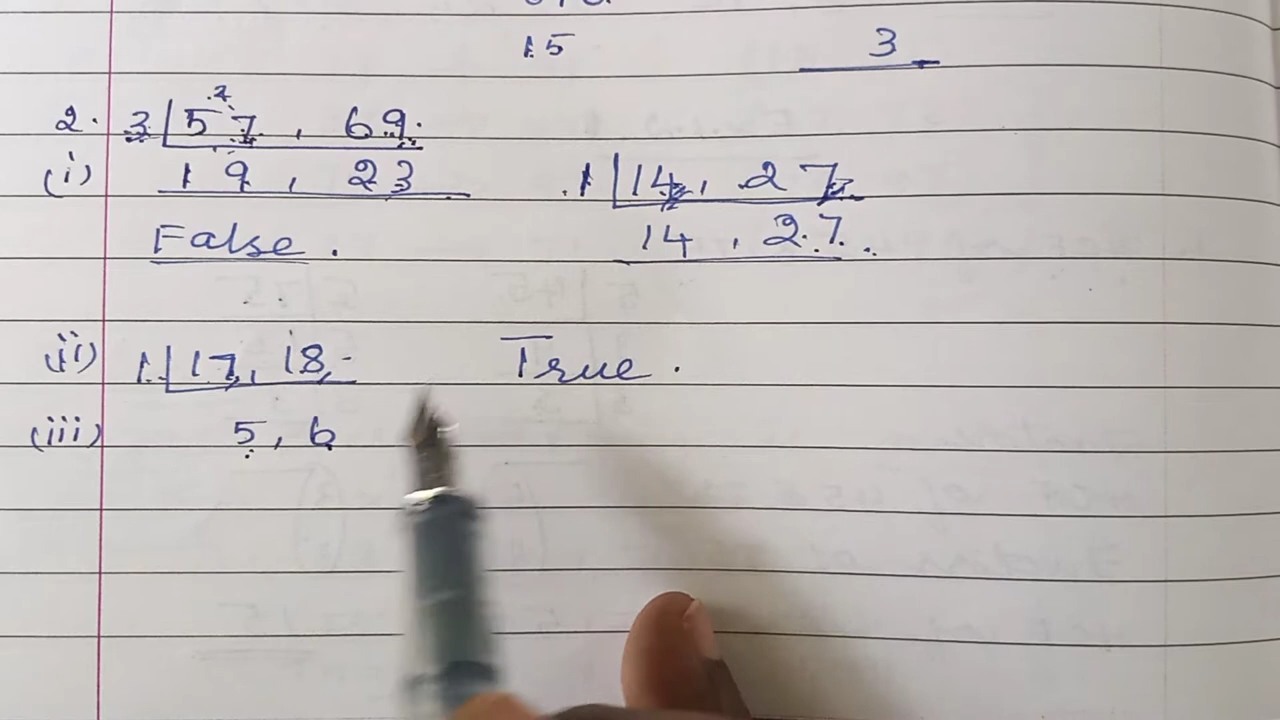 15 3
2. 3 57, 69.
2
(i) 19, 23 1 14, 27
False. 14, 27.
(ii) 1 17, 18, True.
(iii) 5, 6